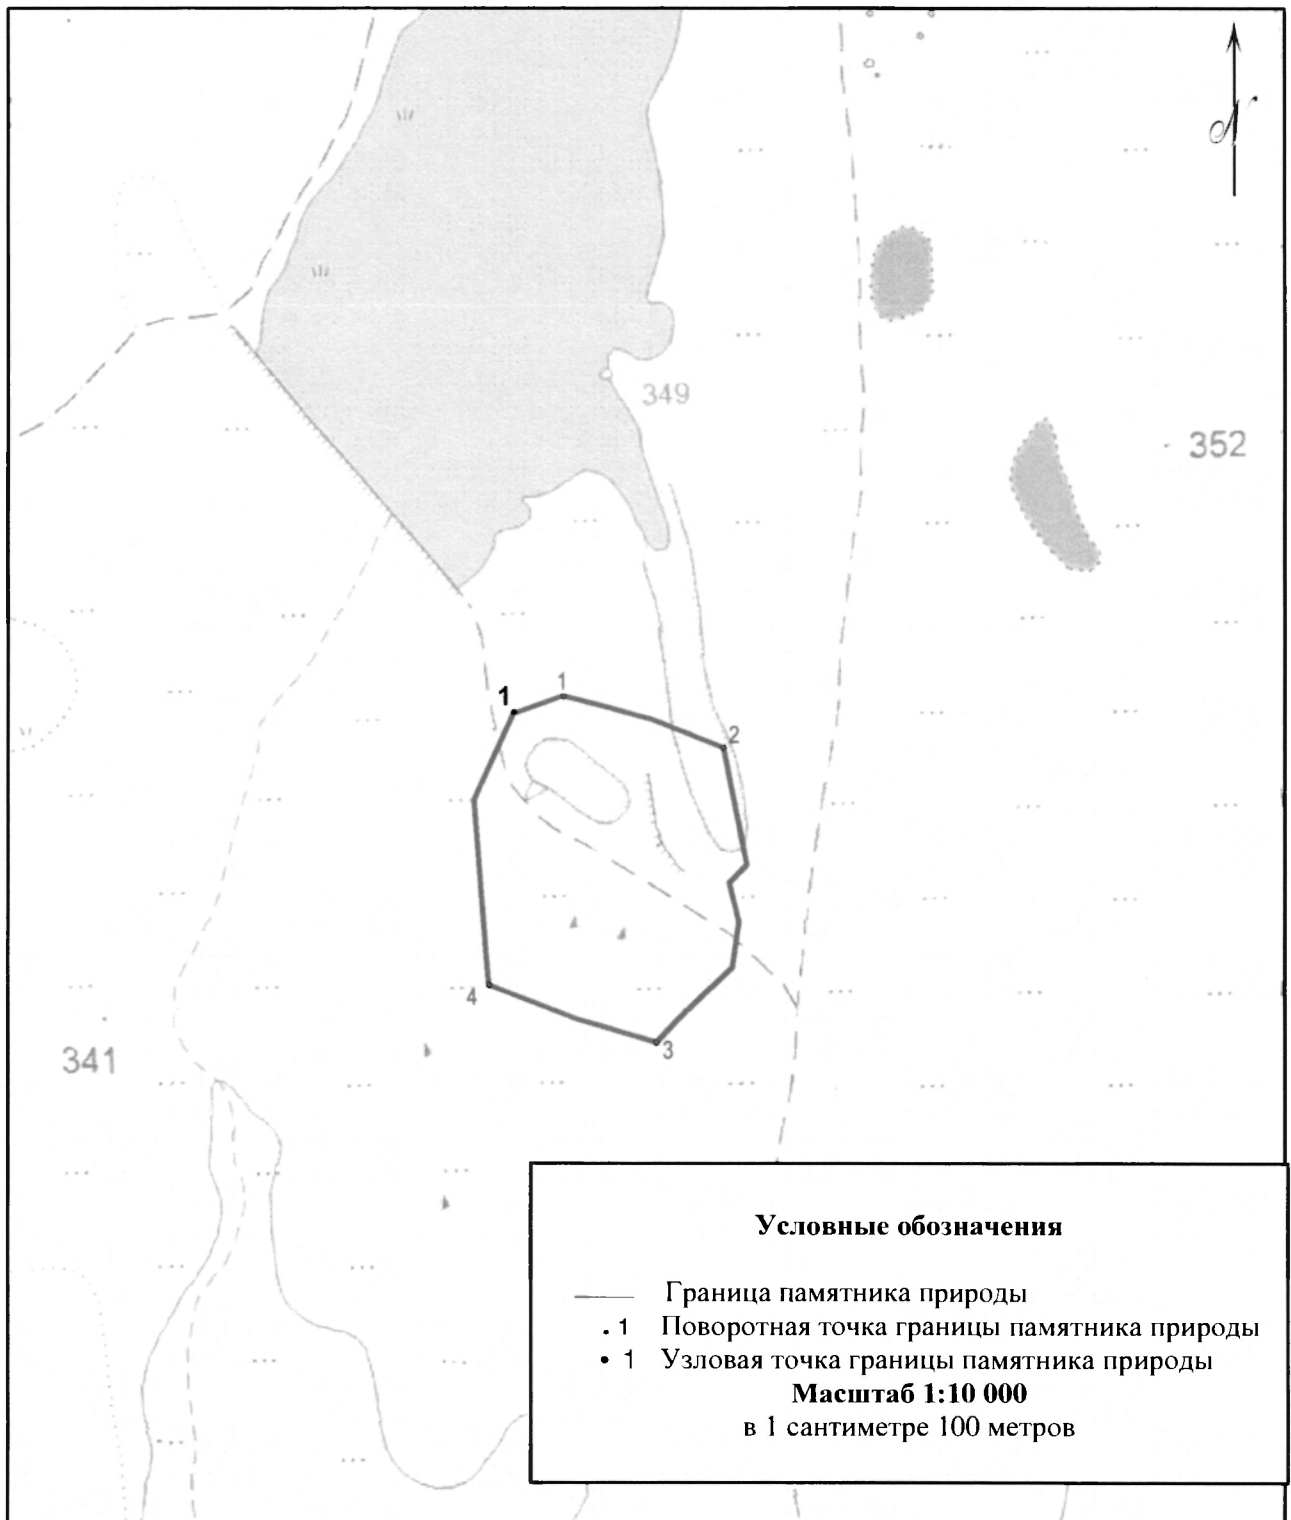 N
349
352
1
1
2
4
3
341
Условные обозначения
Граница памятника природы
. 1 Поворотная точка границы памятника природы
• 1 Узловая точка границы памятника природы
Масштаб 1:10 000
в 1 сантиметре 100 метров